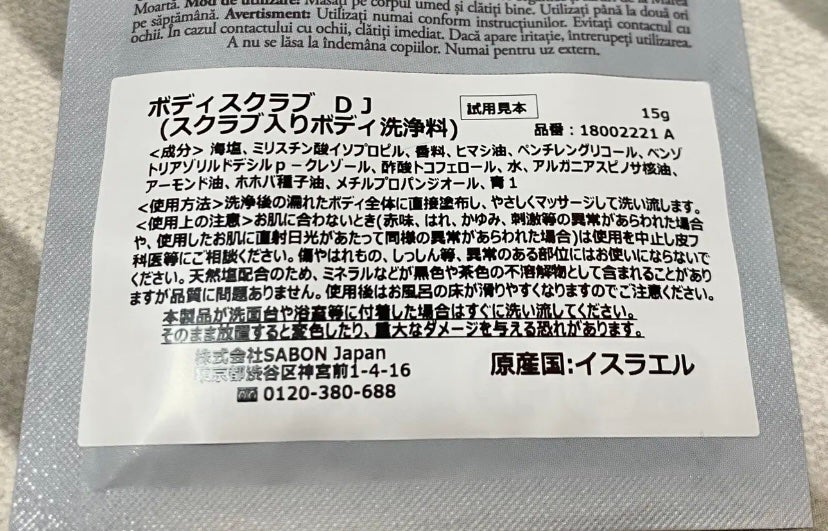 Moartă. Mod de utilizare: Masați pe corpul umed și clătiți bine. Utilizați până la două ori
pe săptămână. Avertisment: Utilizați numai conform instrucțiunilor. Evitați contactul cu
ochii. În cazul contactului cu ochii, clătiți imediat. Dacă apare iritație, întrerupeți utilizarea.
A nu se lăsa la îndemâna copiilor. Numai pentru uz extern.
ボディスクラブ DJ 試用見本 15g
(スクラブ入りボディ洗浄料) 品番:18002221 A
<成分> 海塩、ミリスチン酸イソプロピル、香料、ヒマシ油、ペンチレングリコール、ベンゾ
トリアゾリルドデシルp-クレゾール、酢酸トコフェロール、水、アルガニアスピノサ核油、
アーモンド油、ホホバ種子油、メチルプロパンジオール、青1
<使用方法>洗浄後の濡れたボディ全体に直接塗布し、やさしくマッサージして洗い流します。
<使用上の注意>お肌に合わないとき(赤味、はれ、かゆみ、刺激等の異常があらわれた場合
や、使用したお肌に直射日光があたって同様の異常があらわれた場合)は使用を中止し皮フ
科医等にご相談ください。傷やはれもの、しっしん等、異常のある部位にはお使いにならないで
ください。天然塩配合のため、ミネラルなどが黒色や茶色の不溶解物として含まれることがあり
ますが品質に問題ありません。使用後はお風呂の床が滑りやすくなりますのでご注意ください。
本製品が洗面台や浴室等に付着した場合はすぐに洗い流してください。
そのまま放置すると変色したり、重大なダメージを与える恐れがあります。
株式会社SABON Japan
東京都渋谷区神宮前1-4-16
0120-380-688
原産国:イスラエル